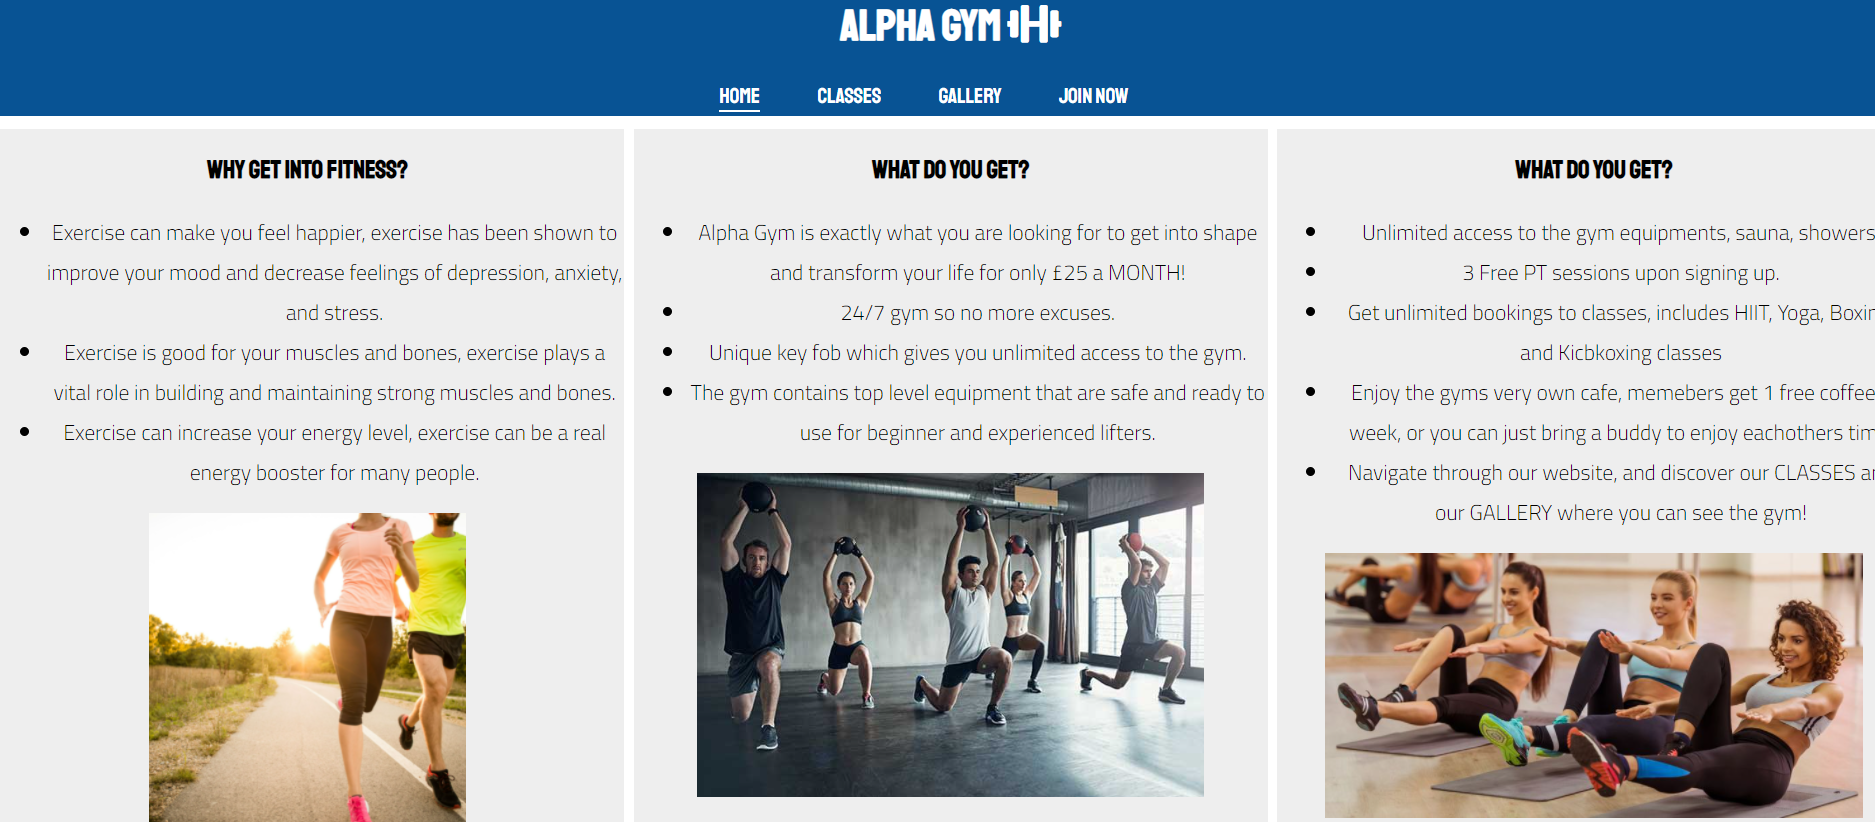 ALPHA GYM
HOME CLASSES GALLERY JOIN NOW
WHY GET INTO FITNESS?
Exercise can make you feel happier, exercise has been shown to
improve your mood and decrease feelings of depression, anxiety,
and stress.
Exercise is good for your muscles and bones, exercise plays a
vital role in building and maintaining strong muscles and bones.
Exercise can increase your energy level, exercise can be a real
energy booster for many people.
WHAT DO YOU GET?
Alpha Gym is exactly what you are looking for to get into shape
and transform your life for only £25 a MONTH!
24/7 gym so no more excuses.
Unique key fob which gives you unlimited access to the gym.
The gym contains top level equipment that are safe and ready to
use for beginner and experienced lifters.
WHAT DO YOU GET?
Unlimited access to the gym equipments, sauna, showers
3 Free PT sessions upon signing up.
Get unlimited bookings to classes, includes HIIT, Yoga,
and Kicbkoxing classes
Enjoy the gyms very own cafe, memebers get 1 free coffee
week, or you can just bring a buddy to enjoy eachothers
Navigate through our website, and discover our CLASSES
our GALLERY where you can see the gym!